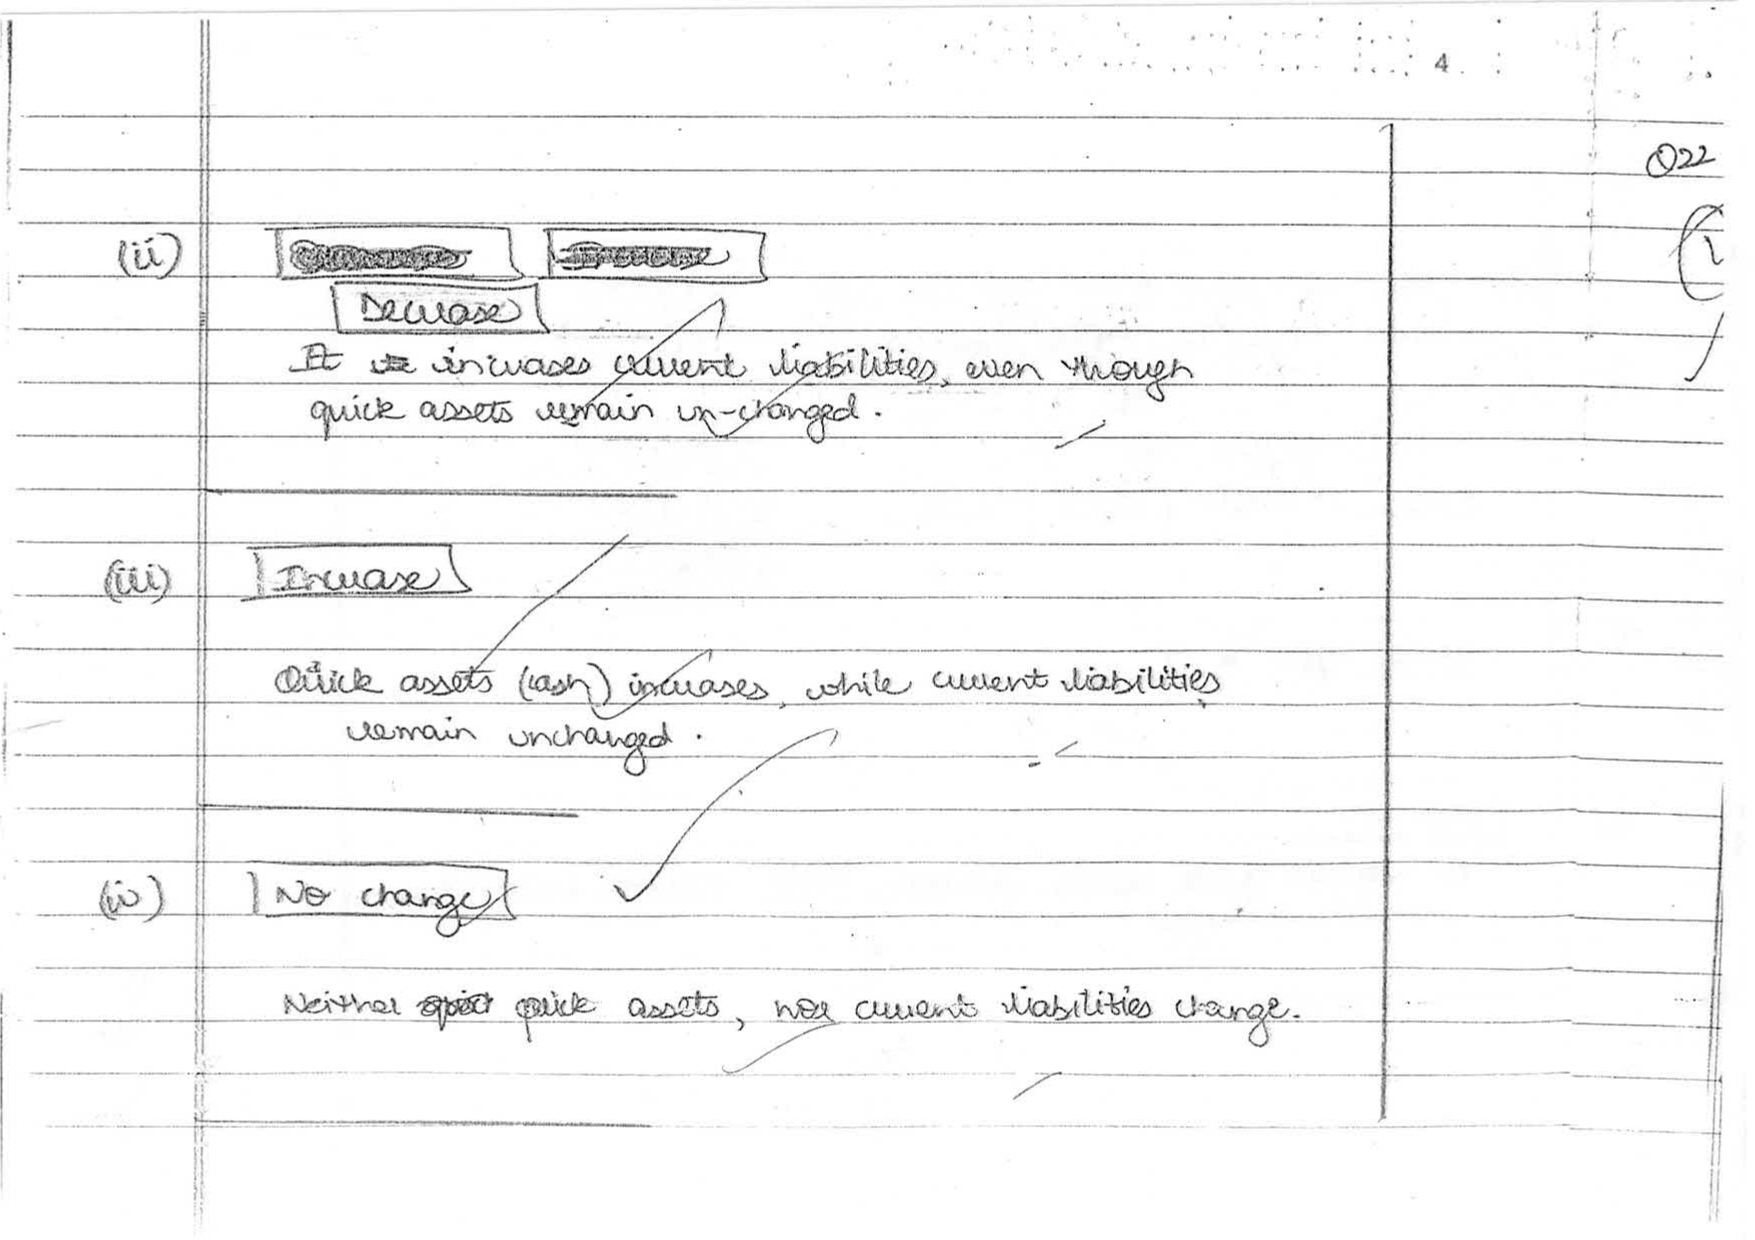 4
Q22
(ii)
Decrease
It increases current liabilities, even though
quick assets remain un-changed.
(iii) Increase
Quick assets (cash) increases, while current liabilities
remain unchanged.
(iv) No change
Neither quick assets, nor current liabilities change.